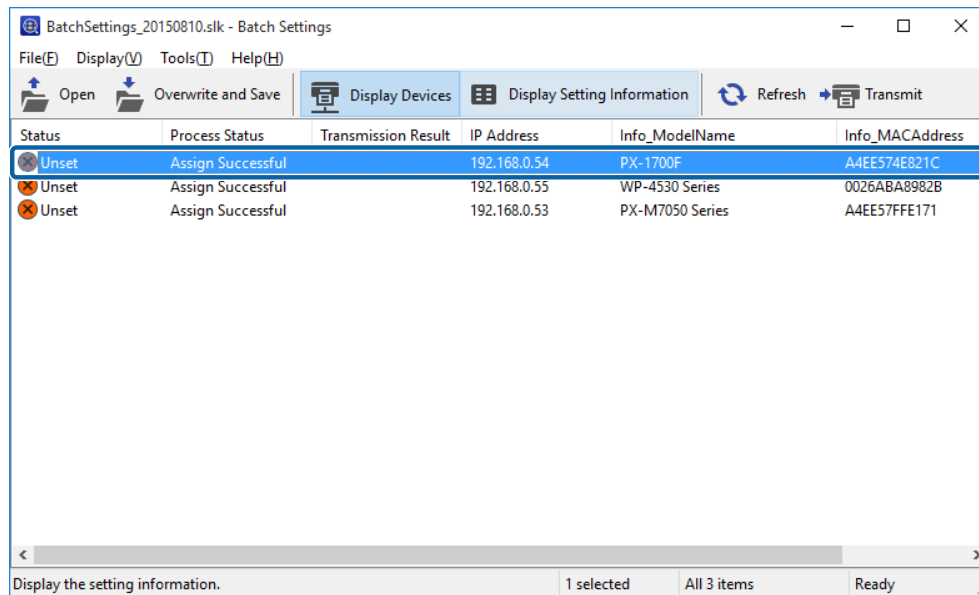 BatchSettings_20150810.slk - Batch Settings
File(F) Display(V) Tools(T) Help(H)
Open Overwrite and Save Display Devices Display Setting Information Refresh Transmit
Status Process Status Transmission Result IP Address Info_ModelName Info_MACAddress
Unset Assign Successful 192.168.0.54 PX-1700F A4EE574E821C
Unset Assign Successful 192.168.0.55 WP-4530 Series 0026ABA8982B
Unset Assign Successful 192.168.0.53 PX-M7050 Series A4EE57FFE171
Display the setting information. 1 selected All 3 items Ready